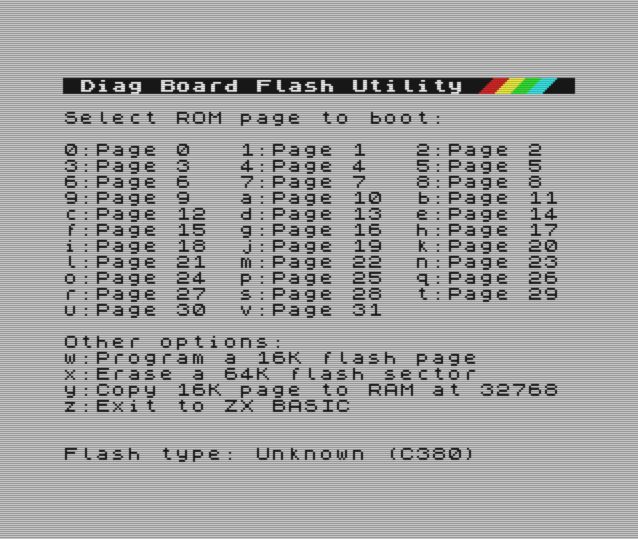 Diag Board Flash Utility
Select ROM page to boot:
0:Page 0 1:Page 1 2:Page 2
3:Page 3 4:Page 4 5:Page 5
6:Page 6 7:Page 7 8:Page 8
9:Page 9 a:Page 10 b:Page 11
c:Page 12 d:Page 13 e:Page 14
f:Page 15 g:Page 16 h:Page 17
i:Page 18 j:Page 19 k:Page 20
l:Page 21 m:Page 22 n:Page 23
o:Page 24 p:Page 25 q:Page 26
r:Page 27 s:Page 28 t:Page 29
u:Page 30 v:Page 31
Other options:
w:Program a 16K flash page
x:Erase a 64K flash sector
y:Copy 16K page to RAM at 32768
z:Exit to ZX BASIC
Flash type: Unknown (C380)